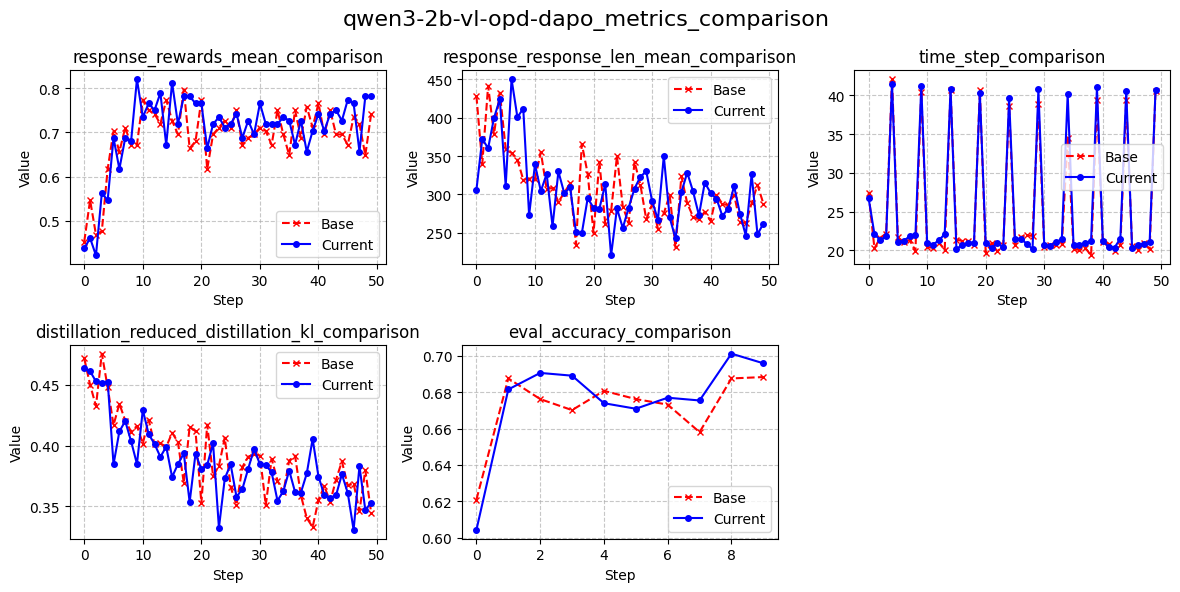 qwen3-2b-vl-opd-dapo_metrics_comparison
response_rewards_mean_comparison
Value
0.8
0.7
0.6
0.5
Base
Current
0 10 20 30 40 50
Step
response_response_len_mean_comparison
Value
450
400
350
300
250
Base
Current
0 10 20 30 40 50
Step
time_step_comparison
Value
40
35
30
25
20
Base
Current
0 10 20 30 40 50
Step
distillation_reduced_distillation_kl_comparison
Value
0.45
0.40
0.35
Base
Current
0 10 20 30 40 50
Step
eval_accuracy_comparison
Value
0.70
0.68
0.66
0.64
0.62
0.60
Base
Current
0 2 4 6 8
Step